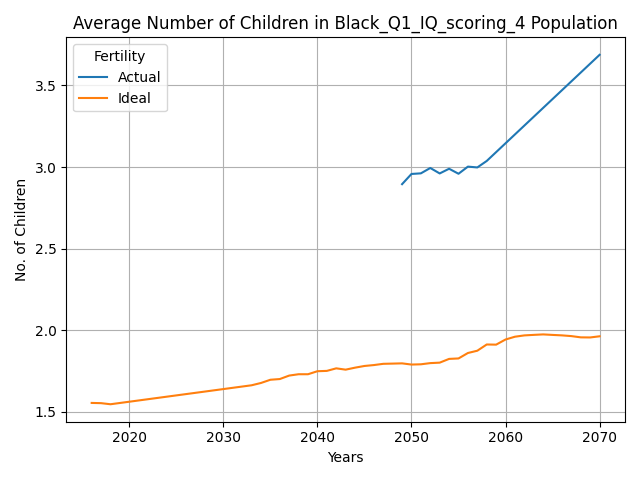 Average Number of Children in Black_Q1_IQ_scoring_4 Population
Fertility
Actual
Ideal
No. of Children
3.5
3.0
2.5
2.0
1.5
2020 2030 2040 2050 2060 2070
Years